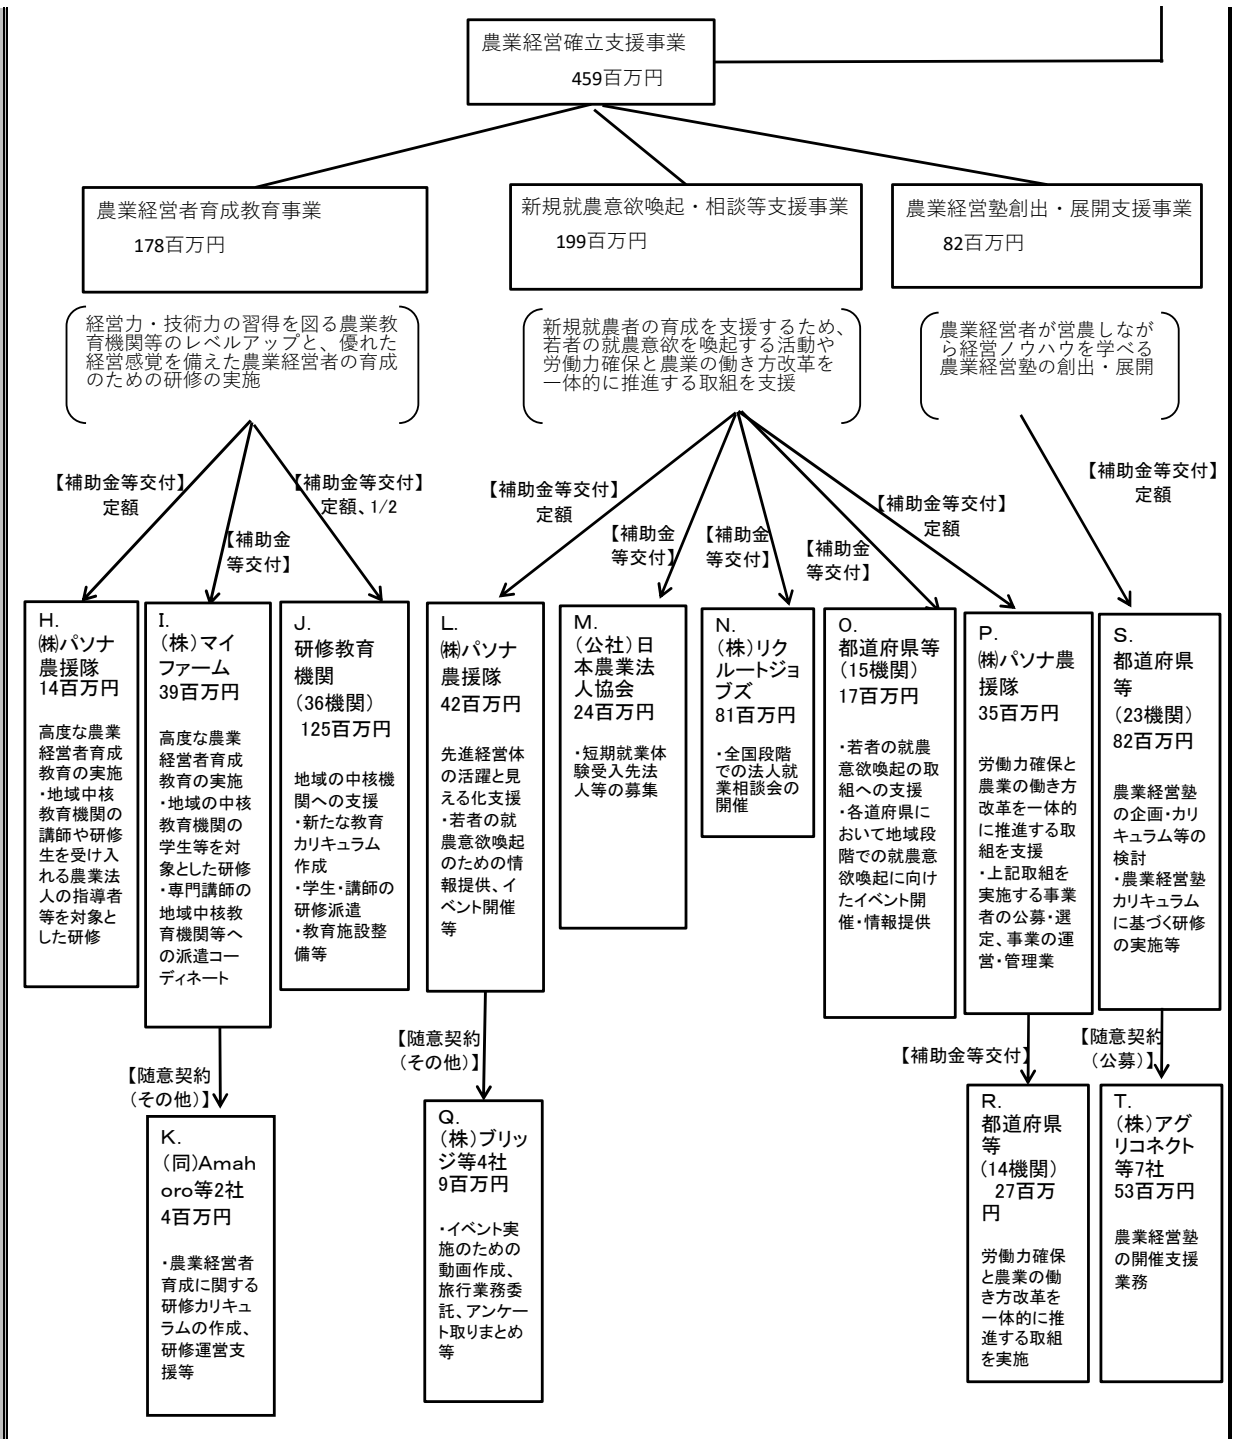 農業経営確立支援事業
459百万円
農業経営者育成教育事業
178百万円
新規就農意欲喚起・相談等支援事業
199百万円
農業経営塾創出・展開支援事業
82百万円
経営力・技術力の習得を図る農業教
育機関等のレベルアップと、優れた
経営感覚を備えた農業経営者の育成
のための研修の実施
新規就農者の育成を支援するため、
若者の就農意欲を喚起する活動や
労働力確保と農業の働き方改革を
一体的に推進する取組を支援
農業経営者が営農しなが
ら経営ノウハウを学べる
農業経営塾の創出・展開
【補助金等交付】
定額
【補助金
等交付】
【補助金等交付】
定額、1/2
【補助金等交付】
定額
【補助金
等交付】
【補助金
等交付】
【補助金
等交付】
【補助金等交付】
定額
【補助金等交付】
定額
H.
㈱パソナ
農援隊
14百万円
高度な農業
経営者育成
教育の実施
・地域中核
教育機関の
講師や研修
生を受け入
れる農業法
人の指導者
等を対象と
した研修
I.
（株）マイ
ファーム
39百万円
高度な農業
経営者育成
教育の実施
・地域の中核
教育機関の
学生等を対
象とした研修
・専門講師の
地域中核教
育機関等へ
の派遣コー
ディネート
J.
研修教育
機関
(36機関)
125百万円
地域の中核機
関への支援
・新たな教育
カリキュラム
作成
・学生・講師の
研修派遣
・教育施設整
備等
L.
㈱パソナ
農援隊
42百万円
先進経営体
の活躍と見
える化支援
・若者の就
農意欲喚起
のための情
報提供、イ
ベント開催
等
M.
（公社）日
本農業法
人協会
24百万円
・短期就業体
験受入先法
人等の募集
N.
（株）リク
ルートジョ
ブズ
81百万円
・全国段階
での法人就
業相談会の
開催
O.
都道府県等
(15機関)
17百万円
・若者の就農
意欲喚起の取
組への支援
・各道府県に
おいて地域段
階での就農意
欲喚起に向け
たイベント開
催・情報提供
P.
㈱パソナ農
援隊
35百万円
労働力確保と
農業の働き方
改革を一体的
に推進する取
組を支援
・上記取組を
実施する事業
者の公募・選
定、事業の運
営・管理業
S.
都道府県
等
(23機関)
82百万円
農業経営塾
の企画・カリ
キュラム等の
検討
・農業経営塾
カリキュラム
に基づく研修
の実施等
【随意契約
（その他）】
【随意契約
（その他）】
【補助金等交付】
【随意契約
（公募）】
K.
（同）Amah
oro等2社
4百万円
・農業経営者
育成に関する
研修カリキュ
ラムの作成、
研修運営支
援等
Q.
（株）ブリッ
ジ等4社
9百万円
・イベント実
施のための
動画作成、
旅行業務委
託、アンケー
ト取りまとめ
等
R.
都道府県
等
(14機関)
27百万
円
労働力確保
と農業の働
き方改革を
一体的に推
進する取組
を実施
T.
（株）アグ
リコネクト
等7社
53百万円
農業経営塾
の開催支援
業務